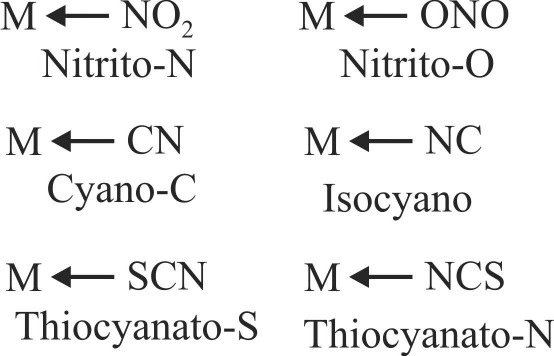 M ← NO₂ M ← ONO
Nitrito-N Nitrito-O
M ← CN M ← NC
Cyano-C Isocyano
M ← SCN M ← NCS
Thiocyanato-S Thiocyanato-N